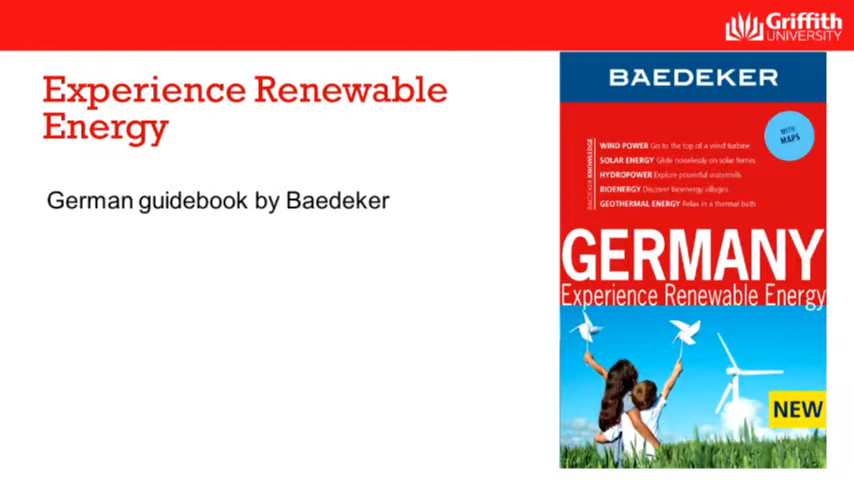 Griffith
UNIVERSITY
Experience Renewable
Energy
German guidebook by Baedeker
BAEDEKER
WITH
MAPS
BAEDEKER KNOWLEDGE
WIND POWER Go to the top of a wind turbine
SOLAR ENERGY Glide noiselessly on solar ferries
HYDROPOWER Explore powerful watermills
BIOENERGY Discover bioenergy villages
GEOTHERMAL ENERGY Relax in a thermal bath
GERMANY
Experience Renewable Energy
NEW